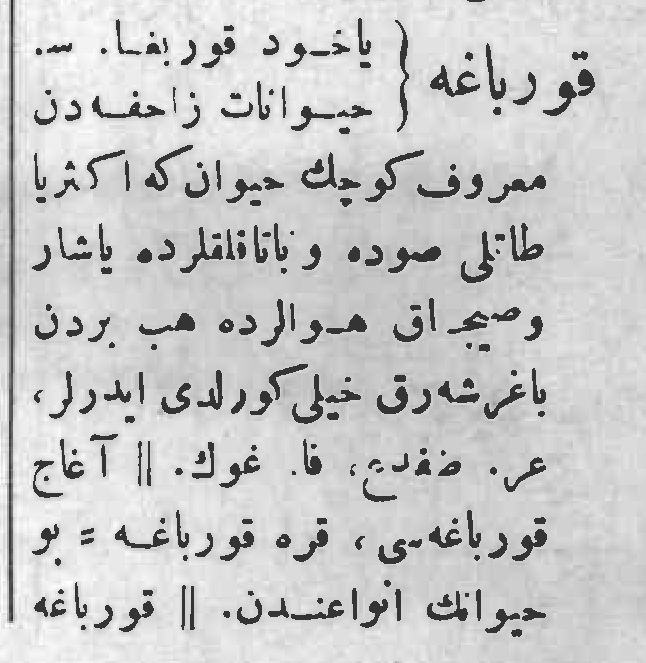 قورباغه { یاخود قوربغا. س.
حیوانات زاحفه‌دن
معروف کوچك حیوان که اکثریا
طاتلی صوده و باتاقلقلرده یاشار
وصیجاق هوالرده هب بردن
باغرشه‌رق خیلی کورلدی ایدرلر،
عر. ضفدع، فا. غوك. || آغاج
قورباغه‌سی، قره قورباغه = بو
حیوانك انواعندن. || قورباغه